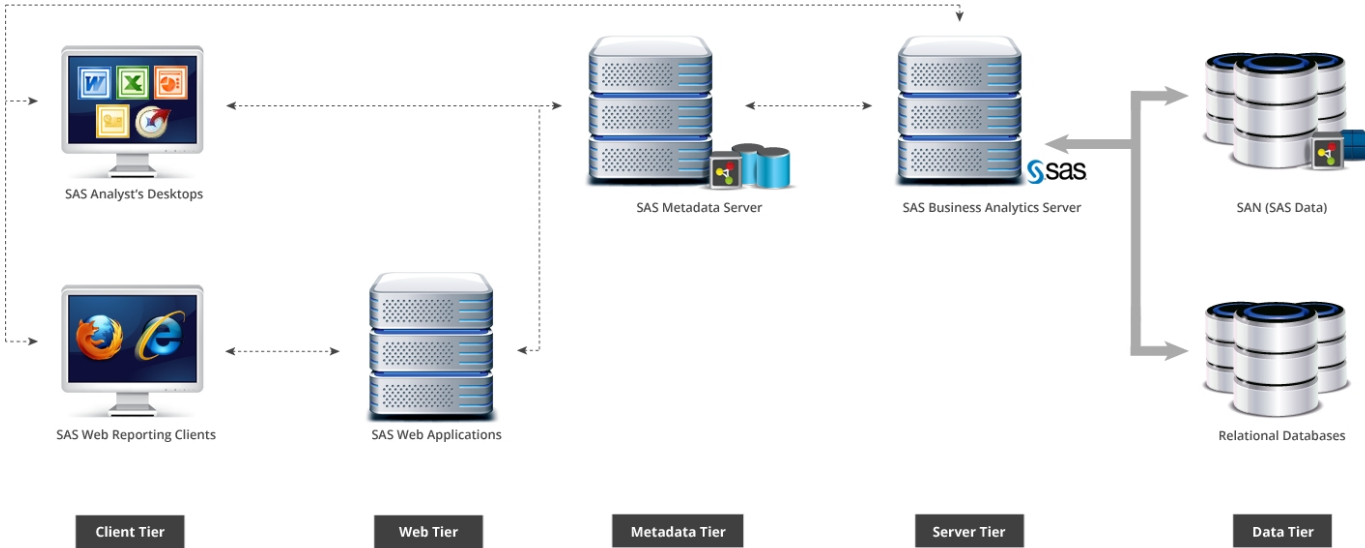 SAS Analyst's Desktops
SAS Metadata Server
sas
SAS Business Analytics Server
SAN (SAS Data)
SAS Web Reporting Clients
SAS Web Applications
Relational Databases
Client Tier
Web Tier
Metadata Tier
Server Tier
Data Tier